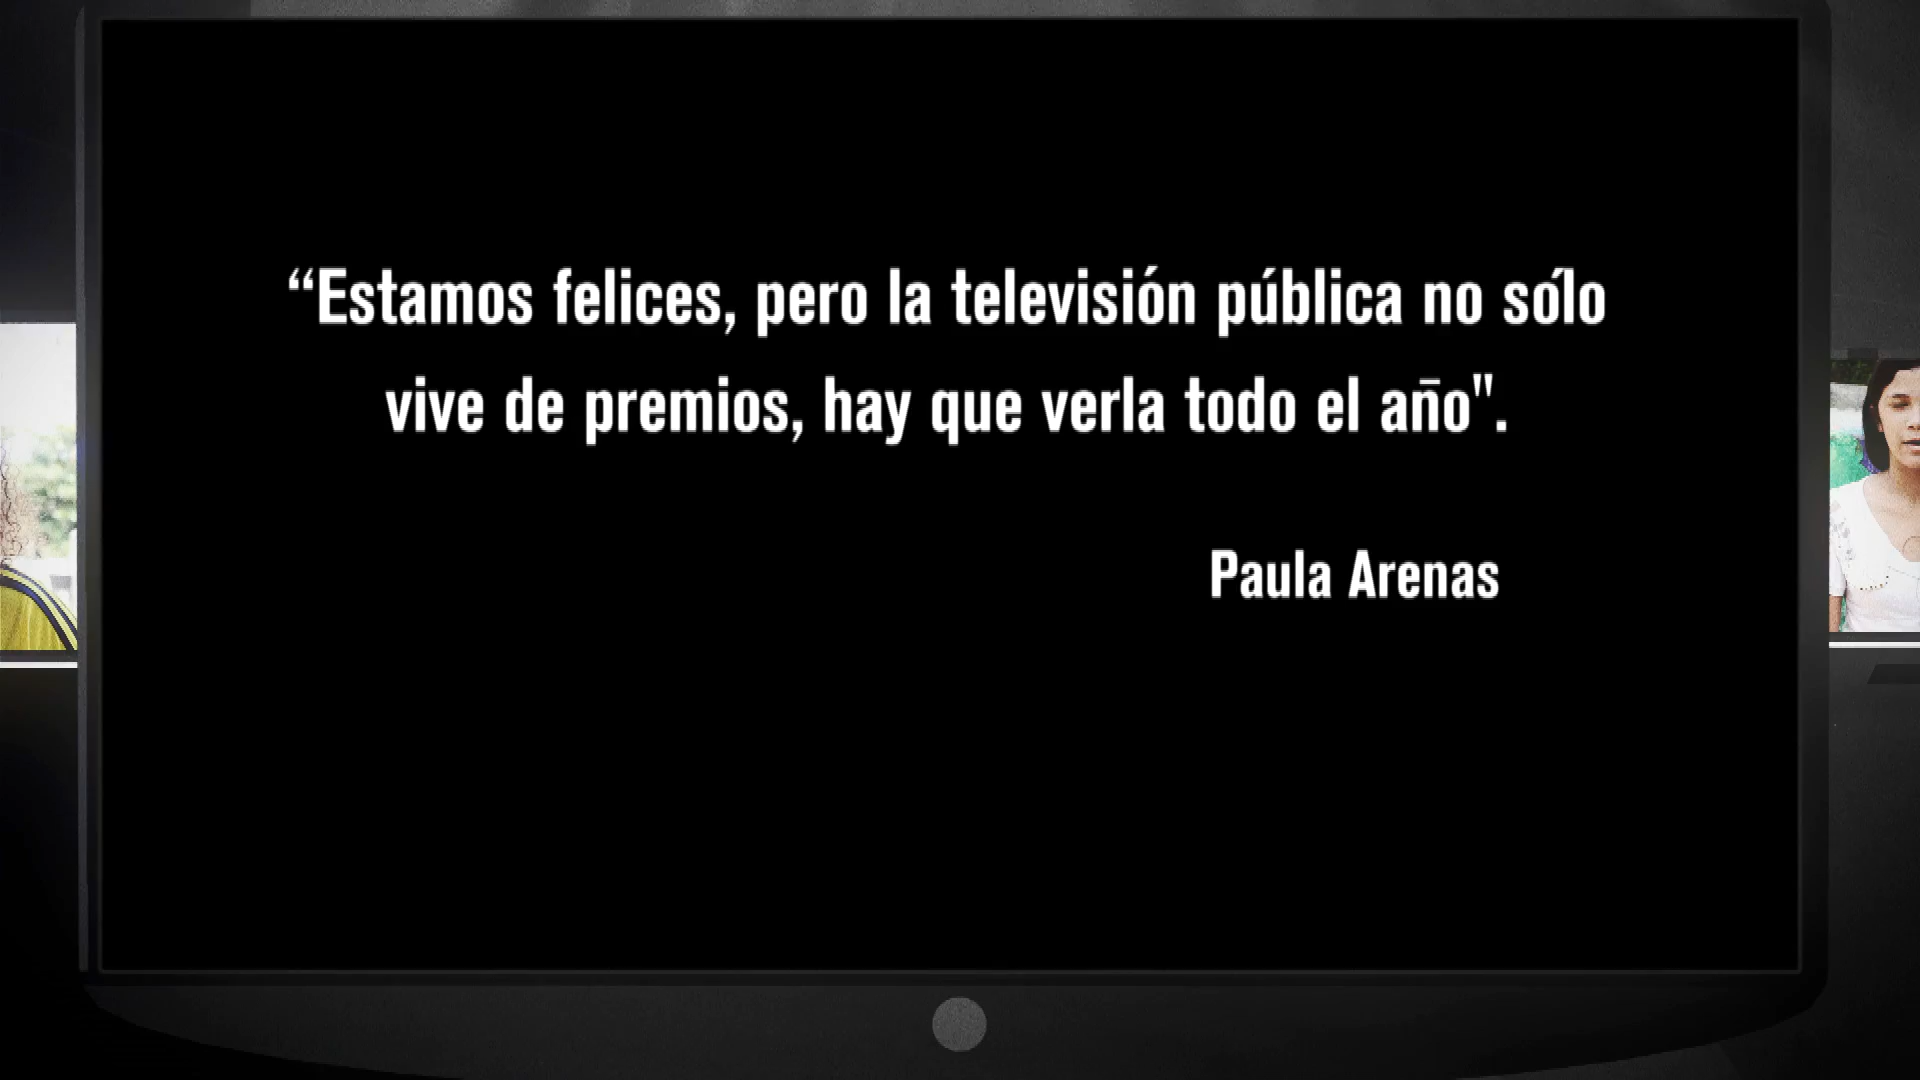 “Estamos felices, pero la televisión pública no sólo
vive de premios, hay que verla todo el año".
Paula Arenas